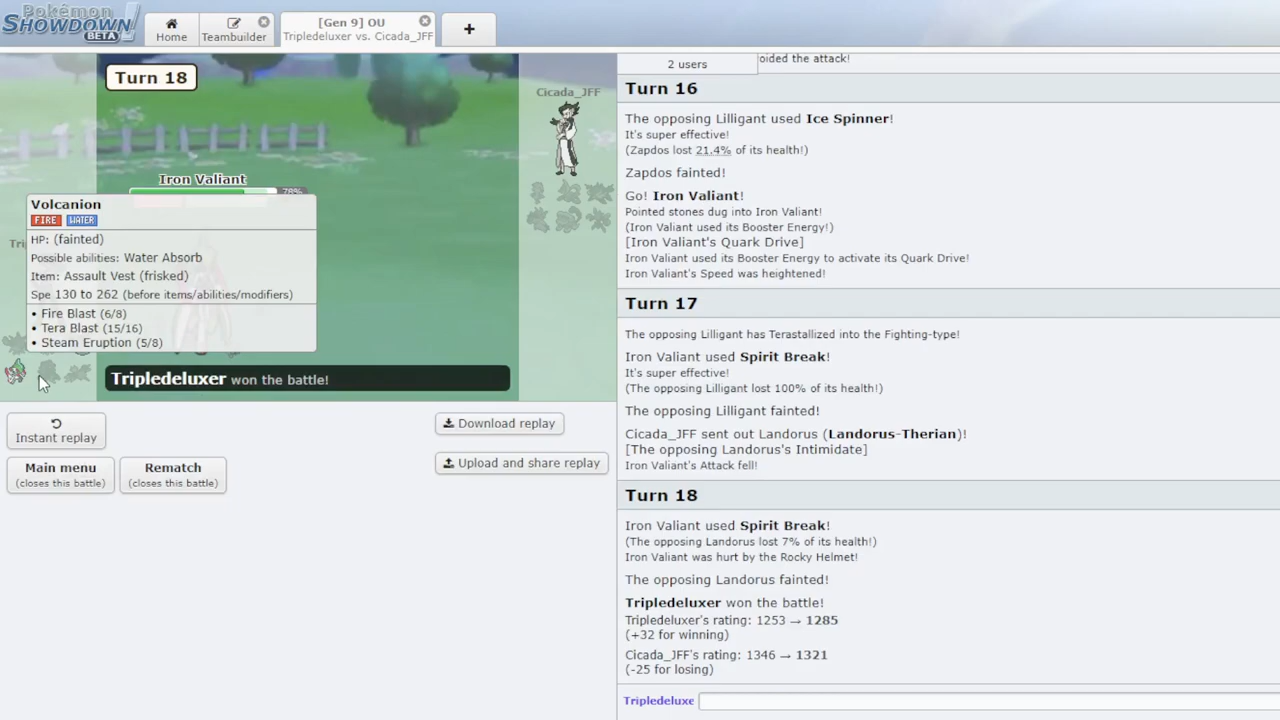 Pokémon
SHOWDOWN!
BETA
Home
Teambuilder
[Gen 9] OU
Tripledeluxer vs. Cicada_JFF
+
Turn 18
Cicada_JFF
Iron Valiant
78%
Tri
Volcanion
FIRE WATER
HP: (fainted)
Possible abilities: Water Absorb
Item: Assault Vest (frisked)
Spe 130 to 262 (before items/abilities/modifiers)
• Fire Blast (6/8)
• Tera Blast (15/16)
• Steam Eruption (5/8)
Tripledeluxer won the battle!
Instant replay
Download replay
Upload and share replay
Main menu
(closes this battle)
Rematch
(closes this battle)
2 users
oided the attack!
Turn 16
The opposing Lilligant used Ice Spinner!
It's super effective!
(Zapdos lost 21.4% of its health!)
Zapdos fainted!
Go! Iron Valiant!
Pointed stones dug into Iron Valiant!
(Iron Valiant used its Booster Energy!)
[Iron Valiant's Quark Drive]
Iron Valiant used its Booster Energy to activate its Quark Drive!
Iron Valiant's Speed was heightened!
Turn 17
The opposing Lilligant has Terastallized into the Fighting-type!
Iron Valiant used Spirit Break!
It's super effective!
(The opposing Lilligant lost 100% of its health!)
The opposing Lilligant fainted!
Cicada_JFF sent out Landorus (Landorus-Therian)!
[The opposing Landorus's Intimidate]
Iron Valiant's Attack fell!
Turn 18
Iron Valiant used Spirit Break!
(The opposing Landorus lost 7% of its health!)
Iron Valiant was hurt by the Rocky Helmet!
The opposing Landorus fainted!
Tripledeluxer won the battle!
Tripledeluxer's rating: 1253 → 1285
(+32 for winning)
Cicada_JFF's rating: 1346 → 1321
(-25 for losing)
Tripledeluxe